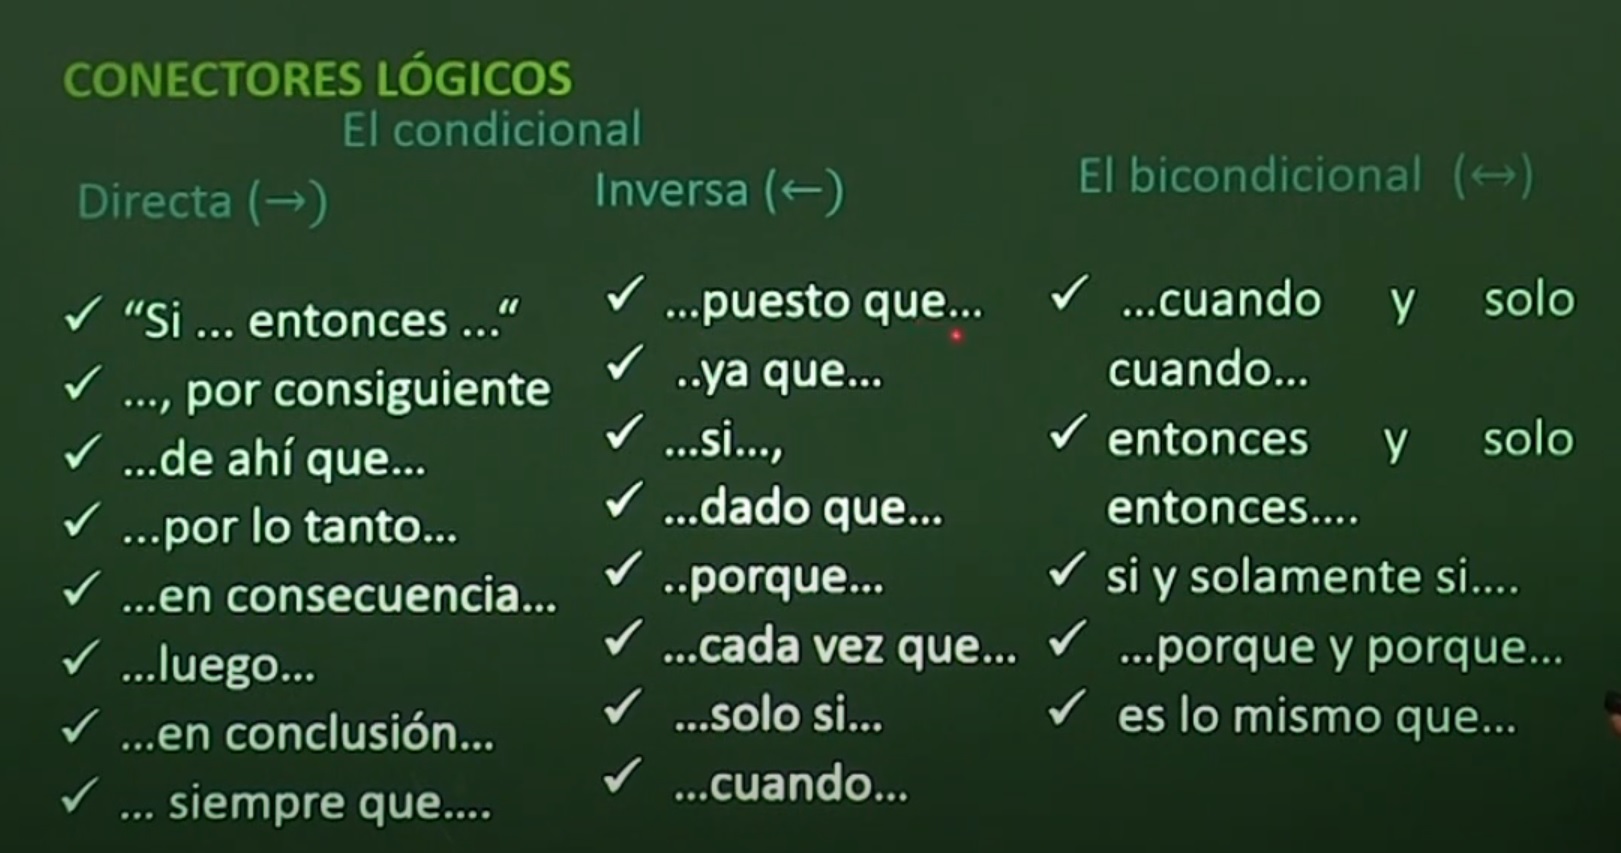 CONECTORES LÓGICOS
El condicional
Directa (→)
“Si ... entonces ...“
..., por consiguiente
...de ahí que...
...por lo tanto...
...en consecuencia...
...luego...
...en conclusión...
... siempre que....
Inversa (←)
...puesto que...
..ya que...
...si...,
...dado que...
..porque...
...cada vez que...
...solo si...
...cuando...
El bicondicional (↔)
...cuando y solo
cuando...
entonces y solo
entonces....
si y solamente si....
...porque y porque...
es lo mismo que...